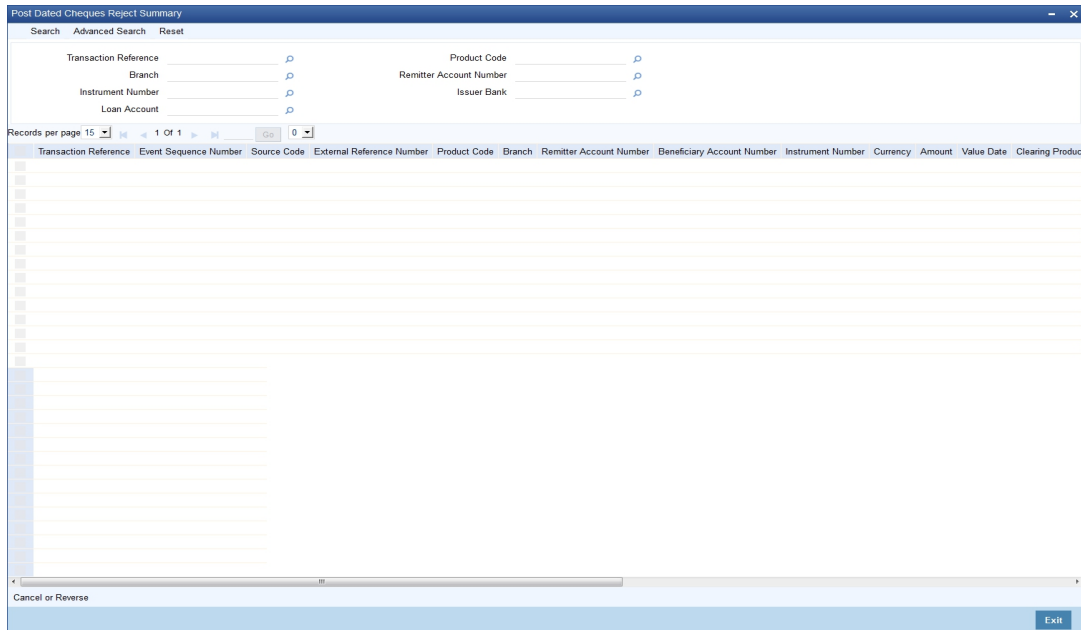 Post Dated Cheques Reject Summary
Search Advanced Search Reset
Transaction Reference Product Code
Branch Remitter Account Number
Instrument Number Issuer Bank
Loan Account
Records per page 15 1 Of 1 Go 0
Transaction Reference Event Sequence Number Source Code External Reference Number Product Code Branch Remitter Account Number Beneficiary Account Number Instrument Number Currency Amount Value Date Clearing Produc
Cancel or Reverse
Exit